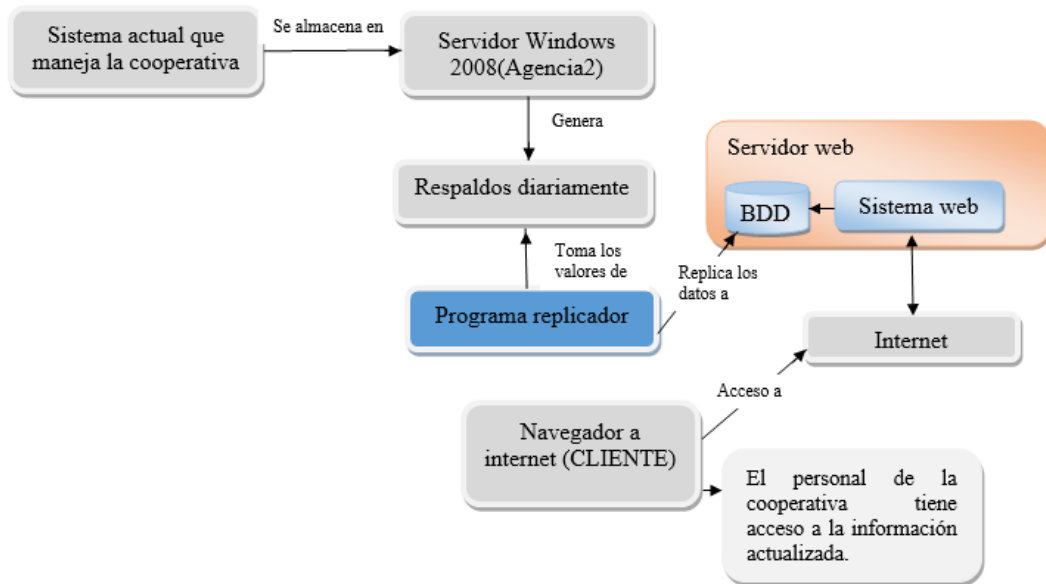 Sistema actual que
maneja la cooperativa
Se almacena en
Servidor Windows
2008(Agencia2)
Genera
Respaldos diariamente
Servidor web
BDD
Sistema web
Toma los
valores de
Replica los
datos a
Programa replicador
Internet
Acceso a
Navegador a
internet (CLIENTE)
El personal de la
cooperativa tiene
acceso a la información
actualizada.